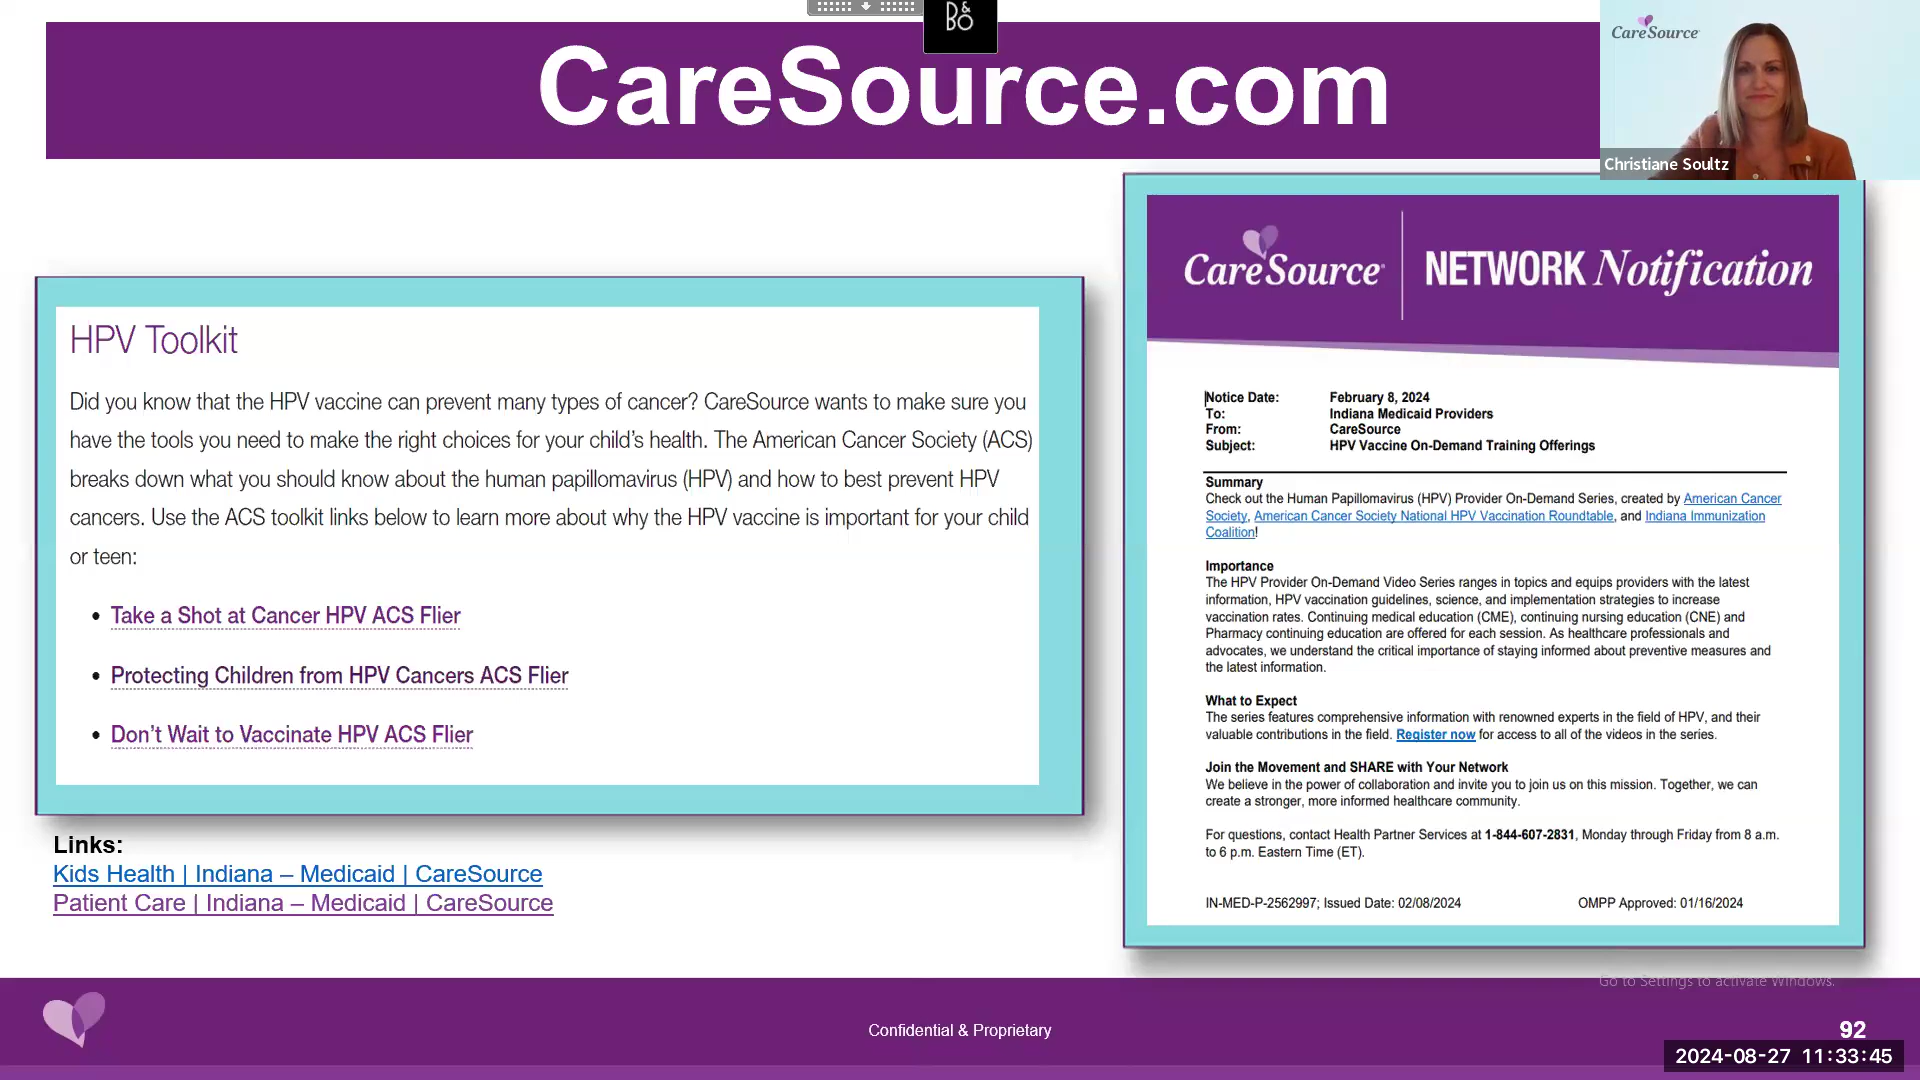 B&
BO
CareSource.com
CareSource
Christiane Soultz
HPV Toolkit
Did you know that the HPV vaccine can prevent many types of cancer? CareSource wants to make sure you
have the tools you need to make the right choices for your child's health. The American Cancer Society (ACS)
breaks down what you should know about the human papillomavirus (HPV) and how to best prevent HPV
cancers. Use the ACS toolkit links below to learn more about why the HPV vaccine is important for your child
or teen:
• Take a Shot at Cancer HPV ACS Flier
• Protecting Children from HPV Cancers ACS Flier
• Don't Wait to Vaccinate HPV ACS Flier
Links:
Kids Health | Indiana – Medicaid | CareSource
Patient Care | Indiana – Medicaid | CareSource
CareSource
NETWORK Notification
Notice Date: February 8, 2024
To: Indiana Medicaid Providers
From: CareSource
Subject: HPV Vaccine On-Demand Training Offerings
Summary
Check out the Human Papillomavirus (HPV) Provider On-Demand Series, created by American Cancer
Society, American Cancer Society National HPV Vaccination Roundtable, and Indiana Immunization
Coalition!
Importance
The HPV Provider On-Demand Video Series ranges in topics and equips providers with the latest
information, HPV vaccination guidelines, science, and implementation strategies to increase
vaccination rates. Continuing medical education (CME), continuing nursing education (CNE) and
Pharmacy continuing education are offered for each session. As healthcare professionals and
advocates, we understand the critical importance of staying informed about preventive measures and
the latest information.
What to Expect
The series features comprehensive information with renowned experts in the field of HPV, and their
valuable contributions in the field. Register now for access to all of the videos in the series.
Join the Movement and SHARE with Your Network
We believe in the power of collaboration and invite you to join us on this mission. Together, we can
create a stronger, more informed healthcare community.
For questions, contact Health Partner Services at 1-844-607-2831, Monday through Friday from 8 a.m.
to 6 p.m. Eastern Time (ET).
IN-MED-P-2562997; Issued Date: 02/08/2024 OMPP Approved: 01/16/2024
Go to Settings to activate Windows.
Confidential & Proprietary
92
2024-08-27 11:33:45